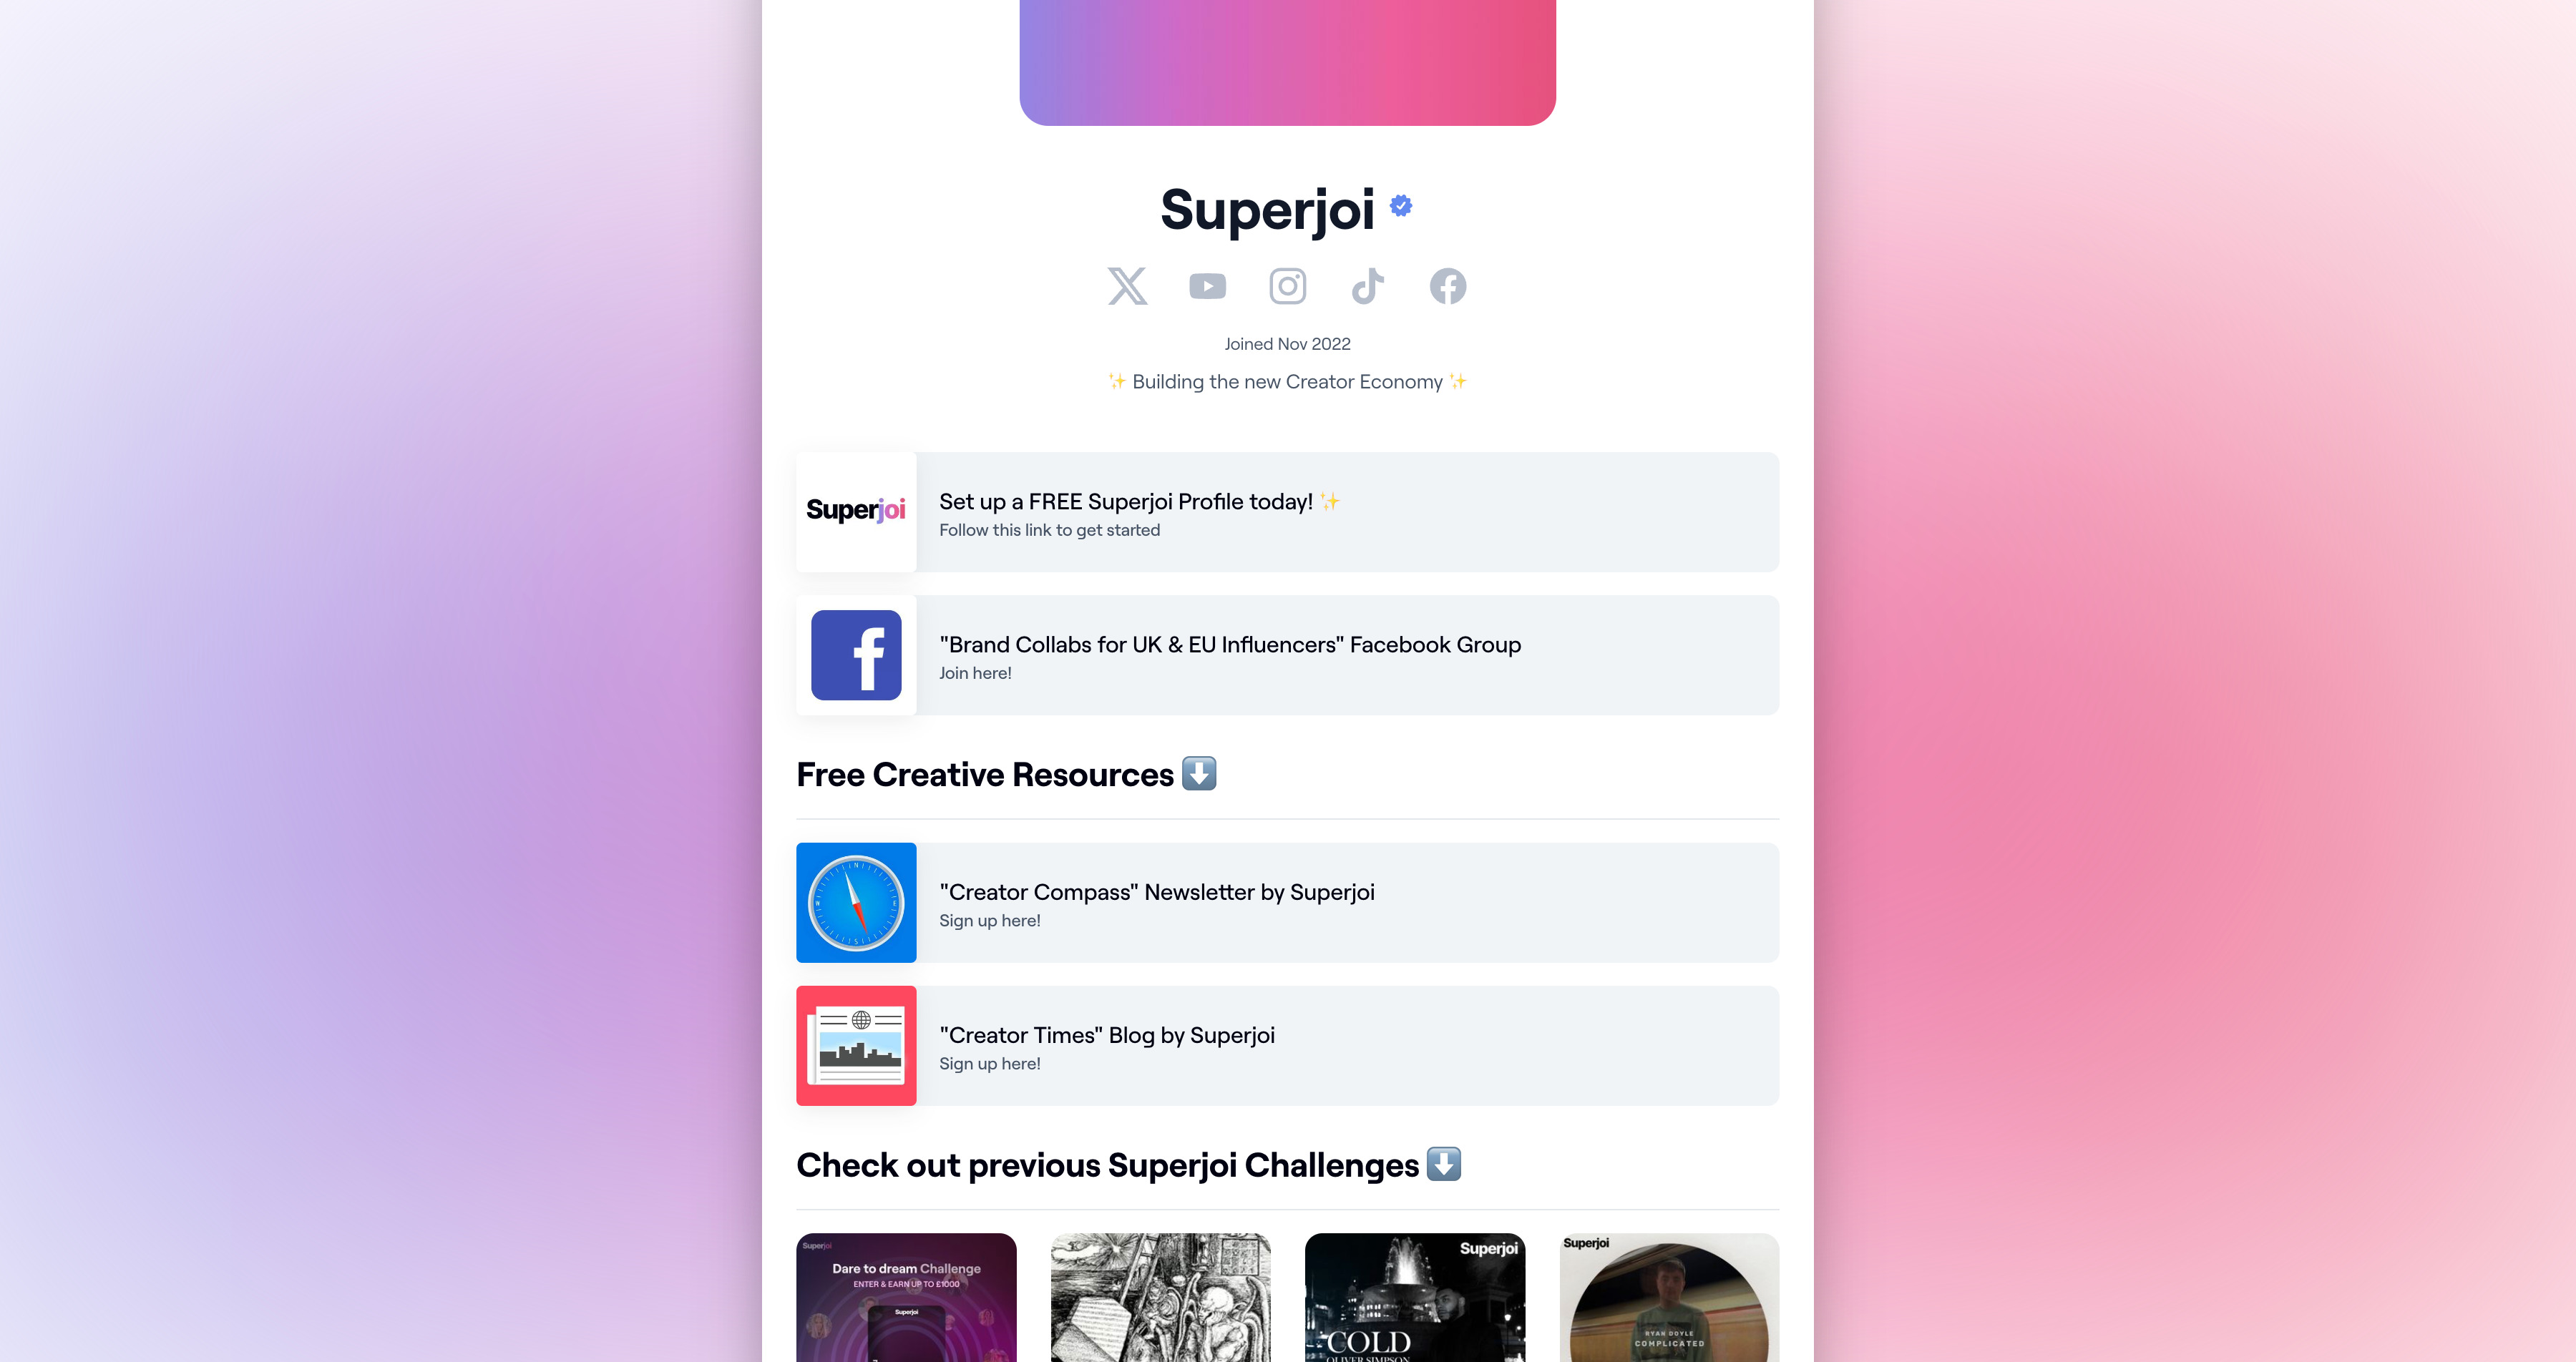 Superjoi
Joined Nov 2022
✨ Building the new Creator Economy ✨
Superjoi
Set up a FREE Superjoi Profile today! ✨
Follow this link to get started
"Brand Collabs for UK & EU Influencers" Facebook Group
Join here!
Free Creative Resources ⬇️
"Creator Compass" Newsletter by Superjoi
Sign up here!
"Creator Times" Blog by Superjoi
Sign up here!
Check out previous Superjoi Challenges ⬇️
Superjoi
Dare to dream Challenge
ENTER & EARN UP TO £1000
Superjoi
Superjoi
COLD
OLIVER SIMPSON
Superjoi
RYAN DOYLE
COMPLICATED